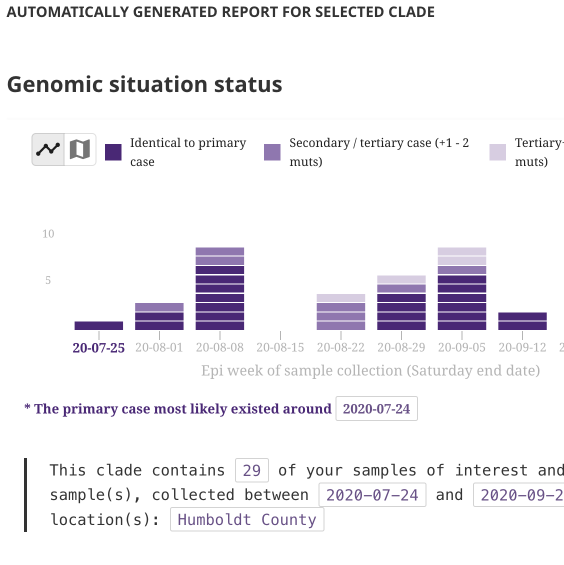 AUTOMATICALLY GENERATED REPORT FOR SELECTED CLADE
Genomic situation status
Identical to primary
case
Secondary / tertiary case (+1 - 2
muts)
Tertiary
muts)
10
5
20-07-25 20-08-01 20-08-08 20-08-15 20-08-22 20-08-29 20-09-05 20-09-12 2
Epi week of sample collection (Saturday end date)
* The primary case most likely existed around 2020-07-24
This clade contains 29 of your samples of interest and
sample(s), collected between 2020-07-24 and 2020-09-2
location(s): Humboldt County